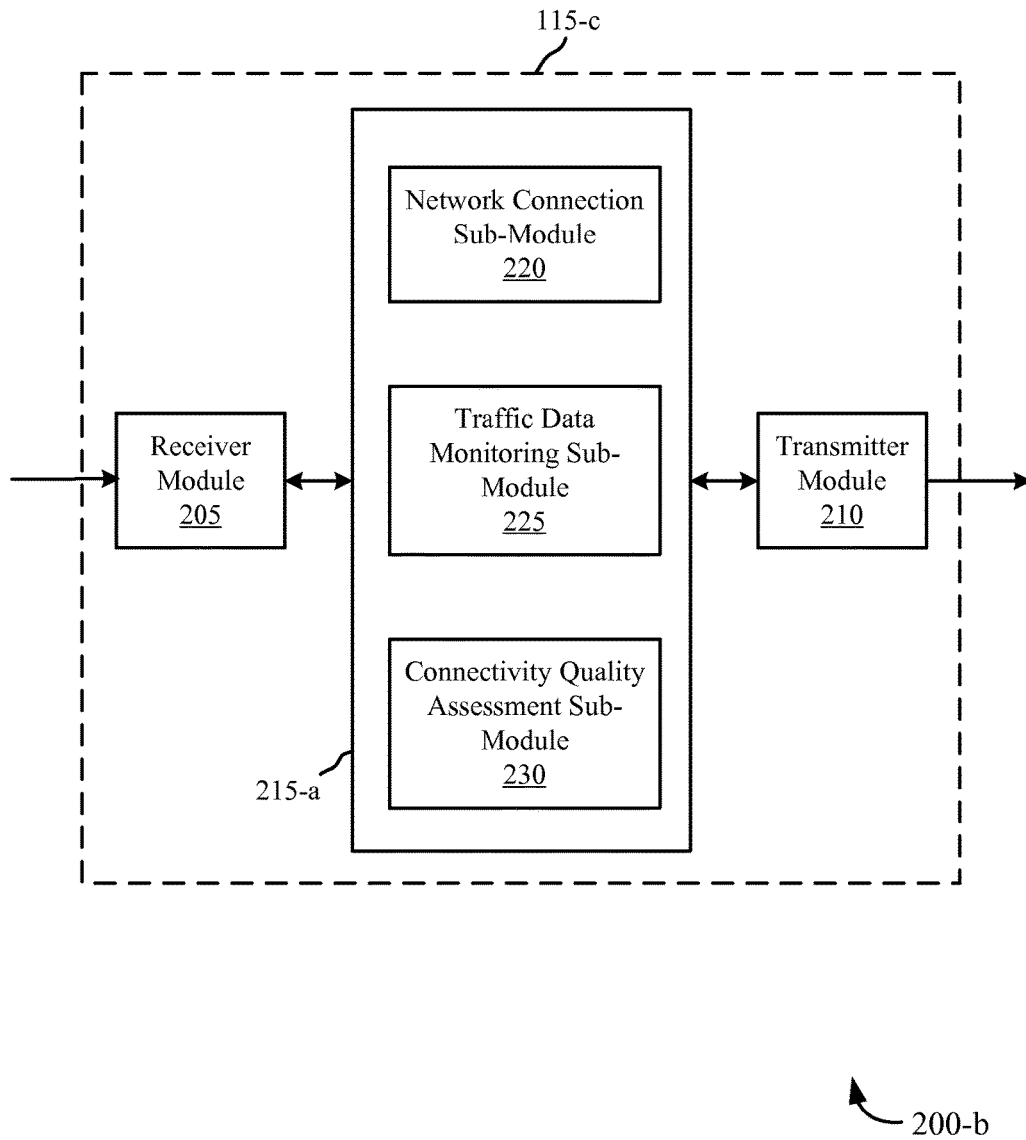 115-c
Network Connection
Sub-Module
220
Receiver
Module
205
Traffic Data
Monitoring Sub-
Module
225
Transmitter
Module
210
Connectivity Quality
Assessment Sub-
Module
230
215-a
200-b